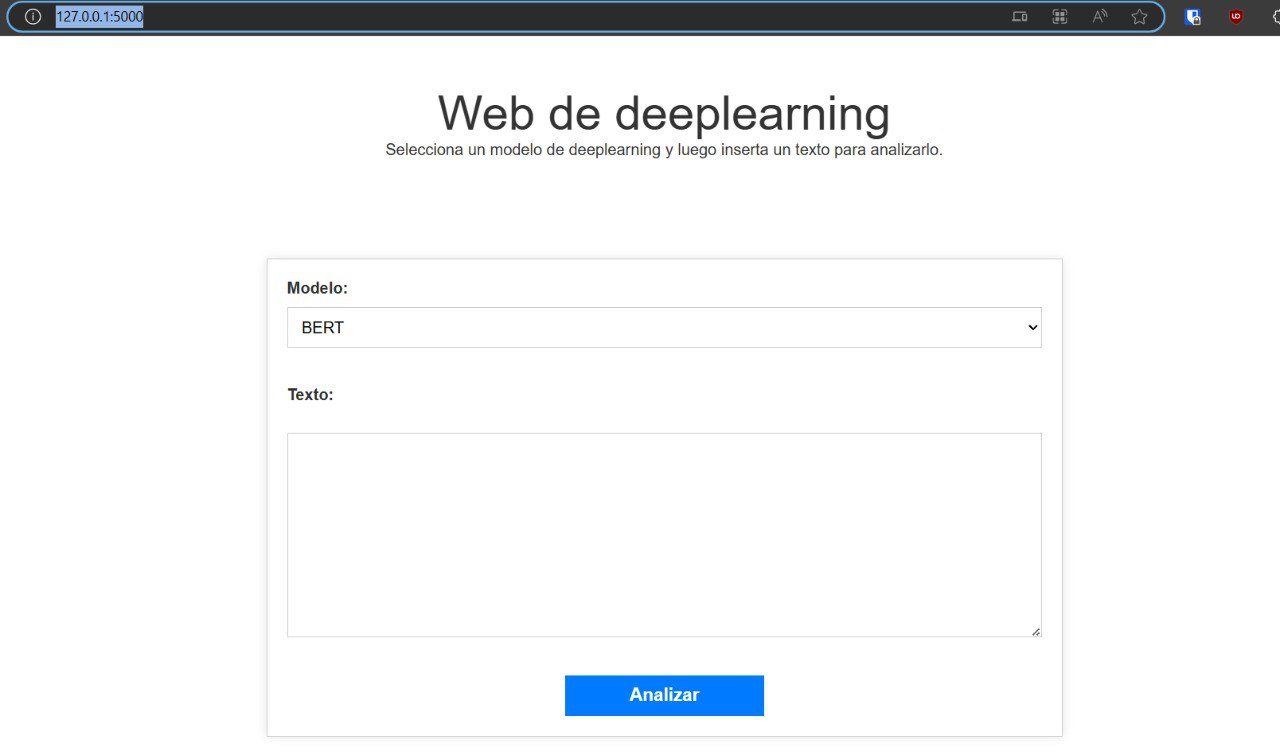 127.0.0.1:5000
Web de deeplearning
Selecciona un modelo de deeplearning y luego inserta un texto para analizarlo.
Modelo:
BERT
Texto:
Analizar